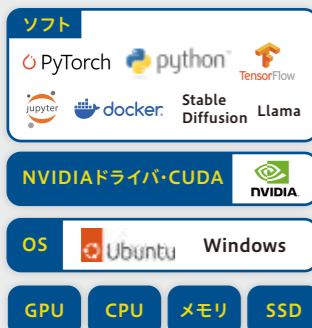 ソフト
PyTorch python TensorFlow
jupyter docker Stable Diffusion Llama
NVIDIAドライバ・CUDA NVIDIA
OS Ubuntu Windows
GPU CPU メモリ SSD